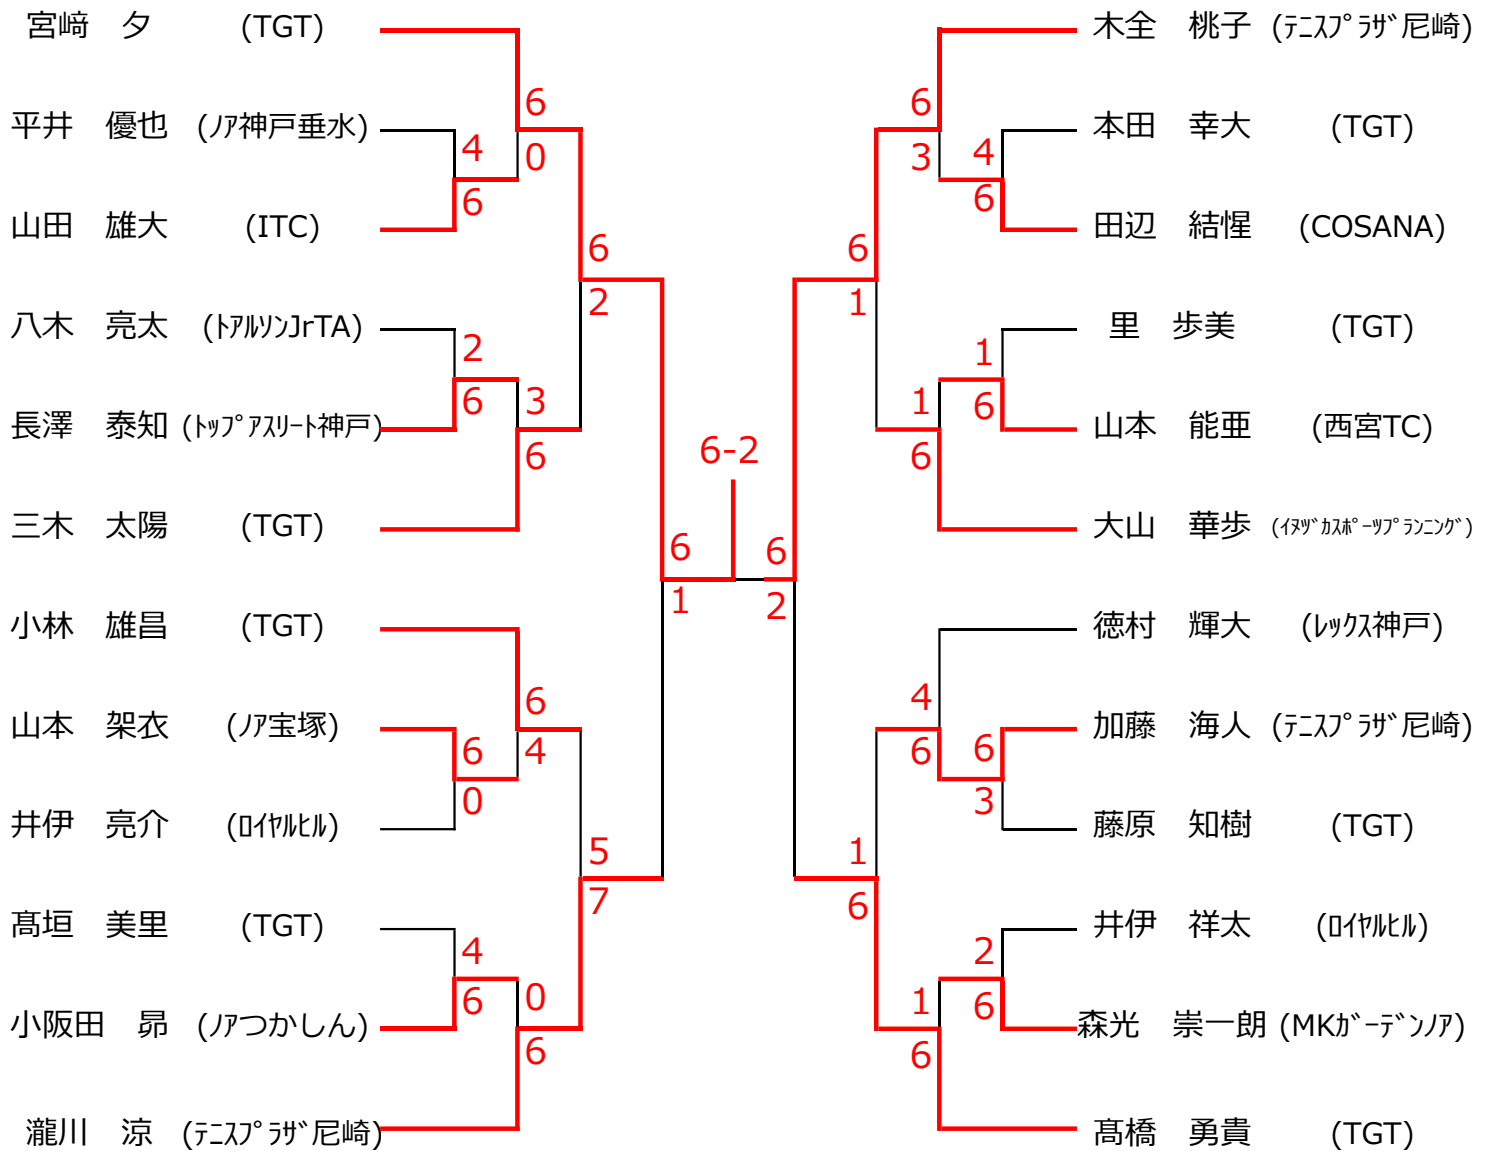 宮﨑　夕　(TGT)
6
平井　優也　(ﾉｱ神戸垂水)
4
0
6
山田　雄大　(ITC)
6
2
八木　亮太　(ﾄｱﾙｿﾝJrTA)
2
6
3
長澤　泰知　(ﾄｯﾌﾟｱｽﾘｰﾄ神戸)
6
三木　太陽　(TGT)
6
1
小林　雄昌　(TGT)
6
山本　架衣　(ﾉｱ宝塚)
6
4
0
井伊　亮介　(ﾛｲﾔﾙﾋﾙ)
5
7
髙垣　美里　(TGT)
4
6
0
小阪田　昴　(ﾉｱつかしん)
6
瀧川　涼　(ﾃﾆｽﾌﾟﾗｻﾞ尼崎)
6-2
木全　桃子　(ﾃﾆｽﾌﾟﾗｻﾞ尼崎)
6
本田　幸大　(TGT)
3
4
6
田辺　結惺　(COSANA)
6
1
里　歩美　(TGT)
1
1
6
山本　能亜　(西宮TC)
6
大山　華歩　(ｲﾇﾂﾞｶｽﾎﾟｰﾂﾌﾟﾗﾝﾆﾝｸﾞ)
6
2
徳村　輝大　(ﾚｯｸｽ神戸)
4
加藤　海人　(ﾃﾆｽﾌﾟﾗｻﾞ尼崎)
6
6
3
藤原　知樹　(TGT)
1
6
井伊　祥太　(ﾛｲﾔﾙﾋﾙ)
2
1
6
森光　崇一朗　(MKｶﾞｰﾃﾞﾝﾉｱ)
6
髙橋　勇貴　(TGT)